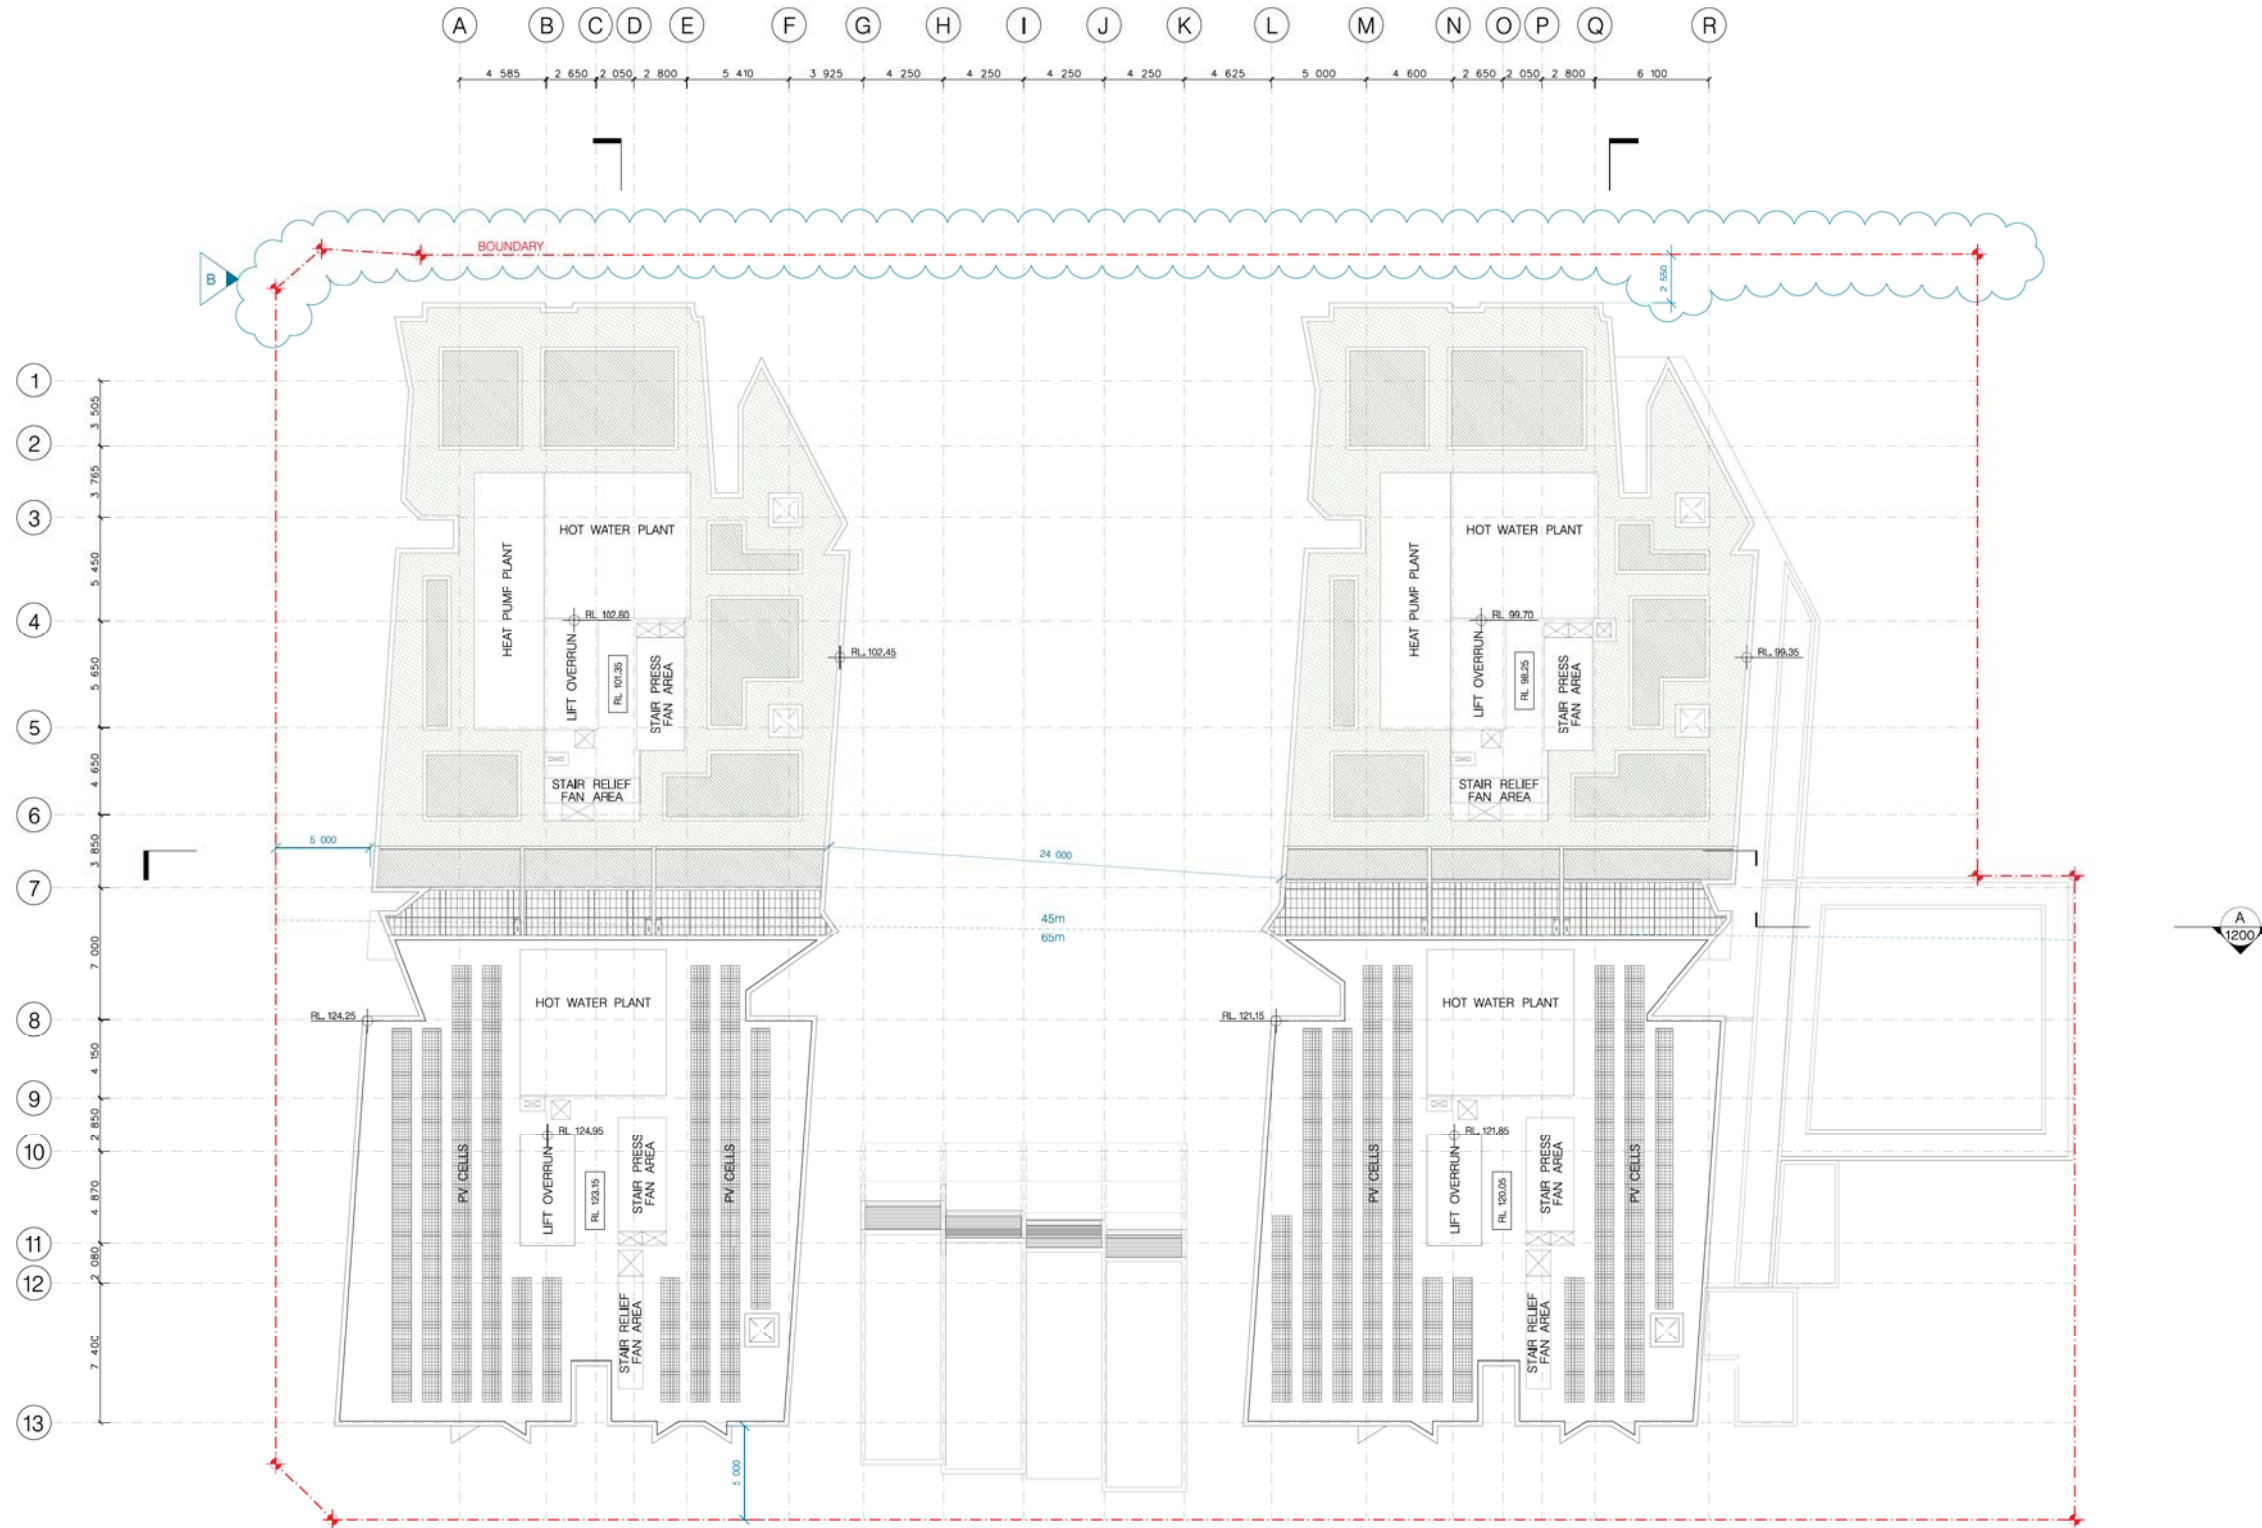 A B C D E F G H I J K L M N O P Q R
4 585 2 650 2 050 2 800 5 410 3 925 4 250 4 250 4 250 4 250 4 625 5 000 4 600 2 650 2 050 2 800 6 100
BOUNDARY
B
2 550
1
3 505
2
3 765
3
HOT WATER PLANT
HOT WATER PLANT
5 450
HEAT PUMP PLANT
HEAT PUMP PLANT
4
RL 102.80
RL 99.70
RL. 102.45
RL. 99.35
5 650
LIFT OVERRUN
RL 101.35
STAIR PRESS
FAN AREA
LIFT OVERRUN
RL 98.25
STAIR PRESS
FAN AREA
5
4 650
STAIR RELIEF
FAN AREA
STAIR RELIEF
FAN AREA
6
5 000
3 850
24 000
7
45m
65m
A
1200
7 000
HOT WATER PLANT
HOT WATER PLANT
8
RL. 124.25
RL. 121.15
4 150
9
2 850
RL 124.95
RL. 121.85
10
PV CELLS
LIFT OVERRUN
RL 123.15
STAIR PRESS
FAN AREA
PV CELLS
PV CELLS
LIFT OVERRUN
RL 120.05
STAIR PRESS
FAN AREA
PV CELLS
4 870
11
2 080
12
STAIR RELIEF
FAN AREA
STAIR RELIEF
FAN AREA
7 400
13
5 000